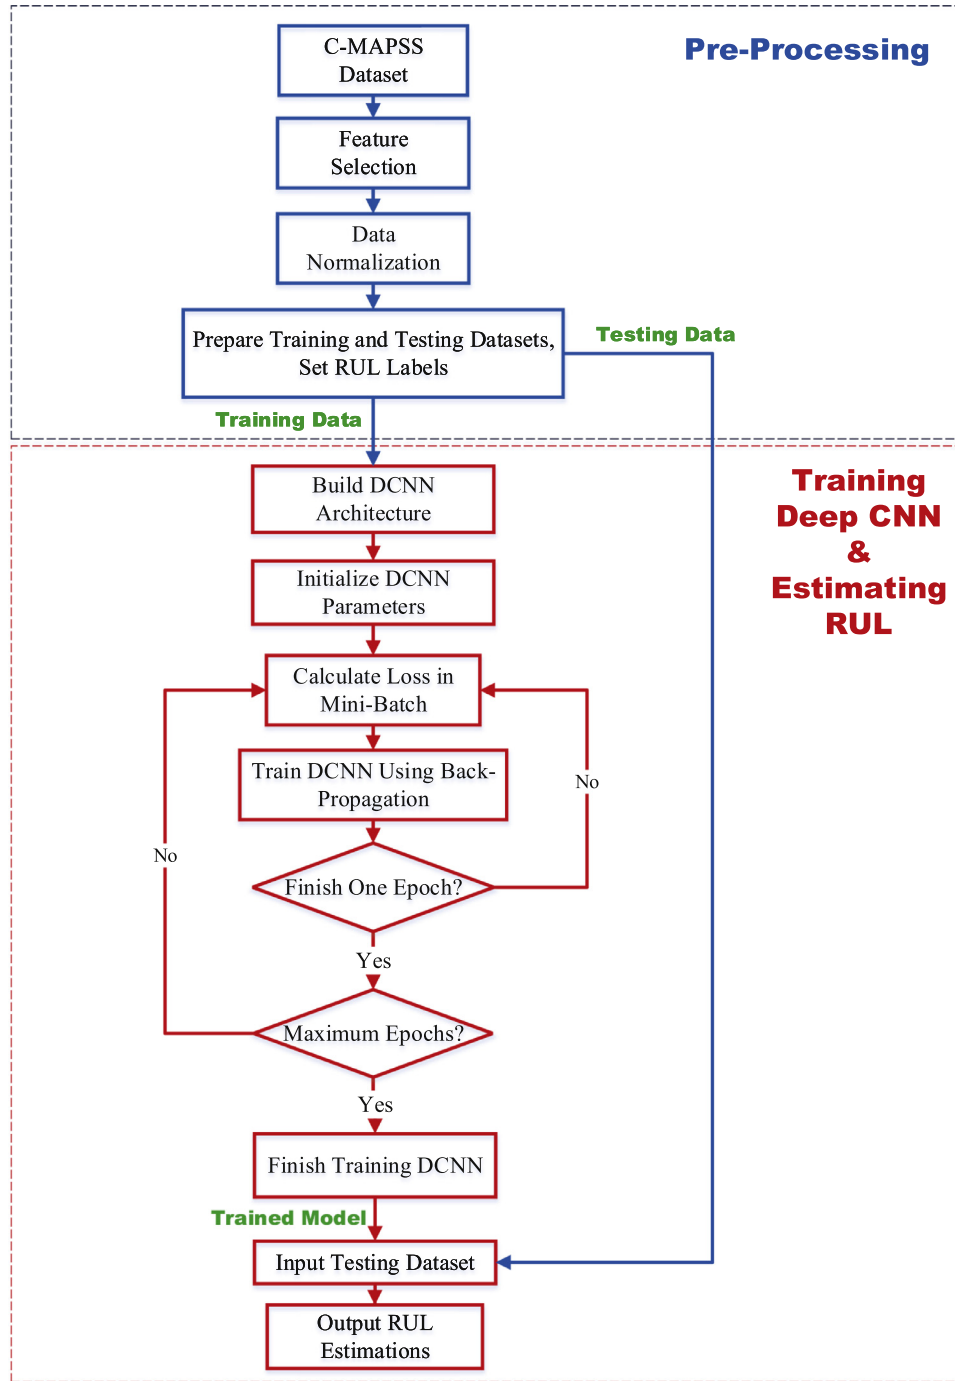 C-MAPSS
Dataset
Pre-Processing
Feature
Selection
Data
Normalization
Prepare Training and Testing Datasets,
Set RUL Labels
Testing Data
Training Data
Build DCNN
Architecture
Training
Deep CNN
&
Estimating
RUL
Initialize DCNN
Parameters
Calculate Loss in
Mini-Batch
Train DCNN Using Back-
Propagation
No
No
Finish One Epoch?
Yes
Maximum Epochs?
Yes
Finish Training DCNN
Trained Model
Input Testing Dataset
Output RUL
Estimations